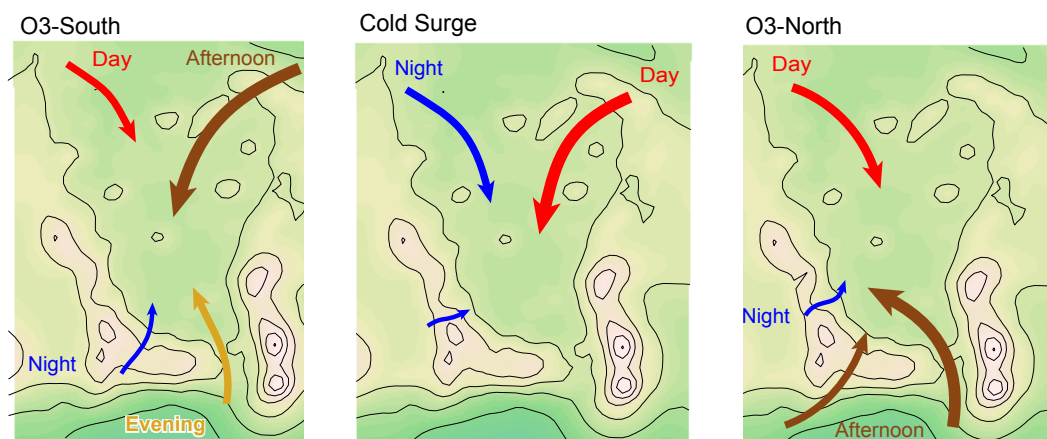 O3-South
Day
Afternoon
Night
Evening
Cold Surge
Night
Day
O3-North
Day
Night
Afternoon